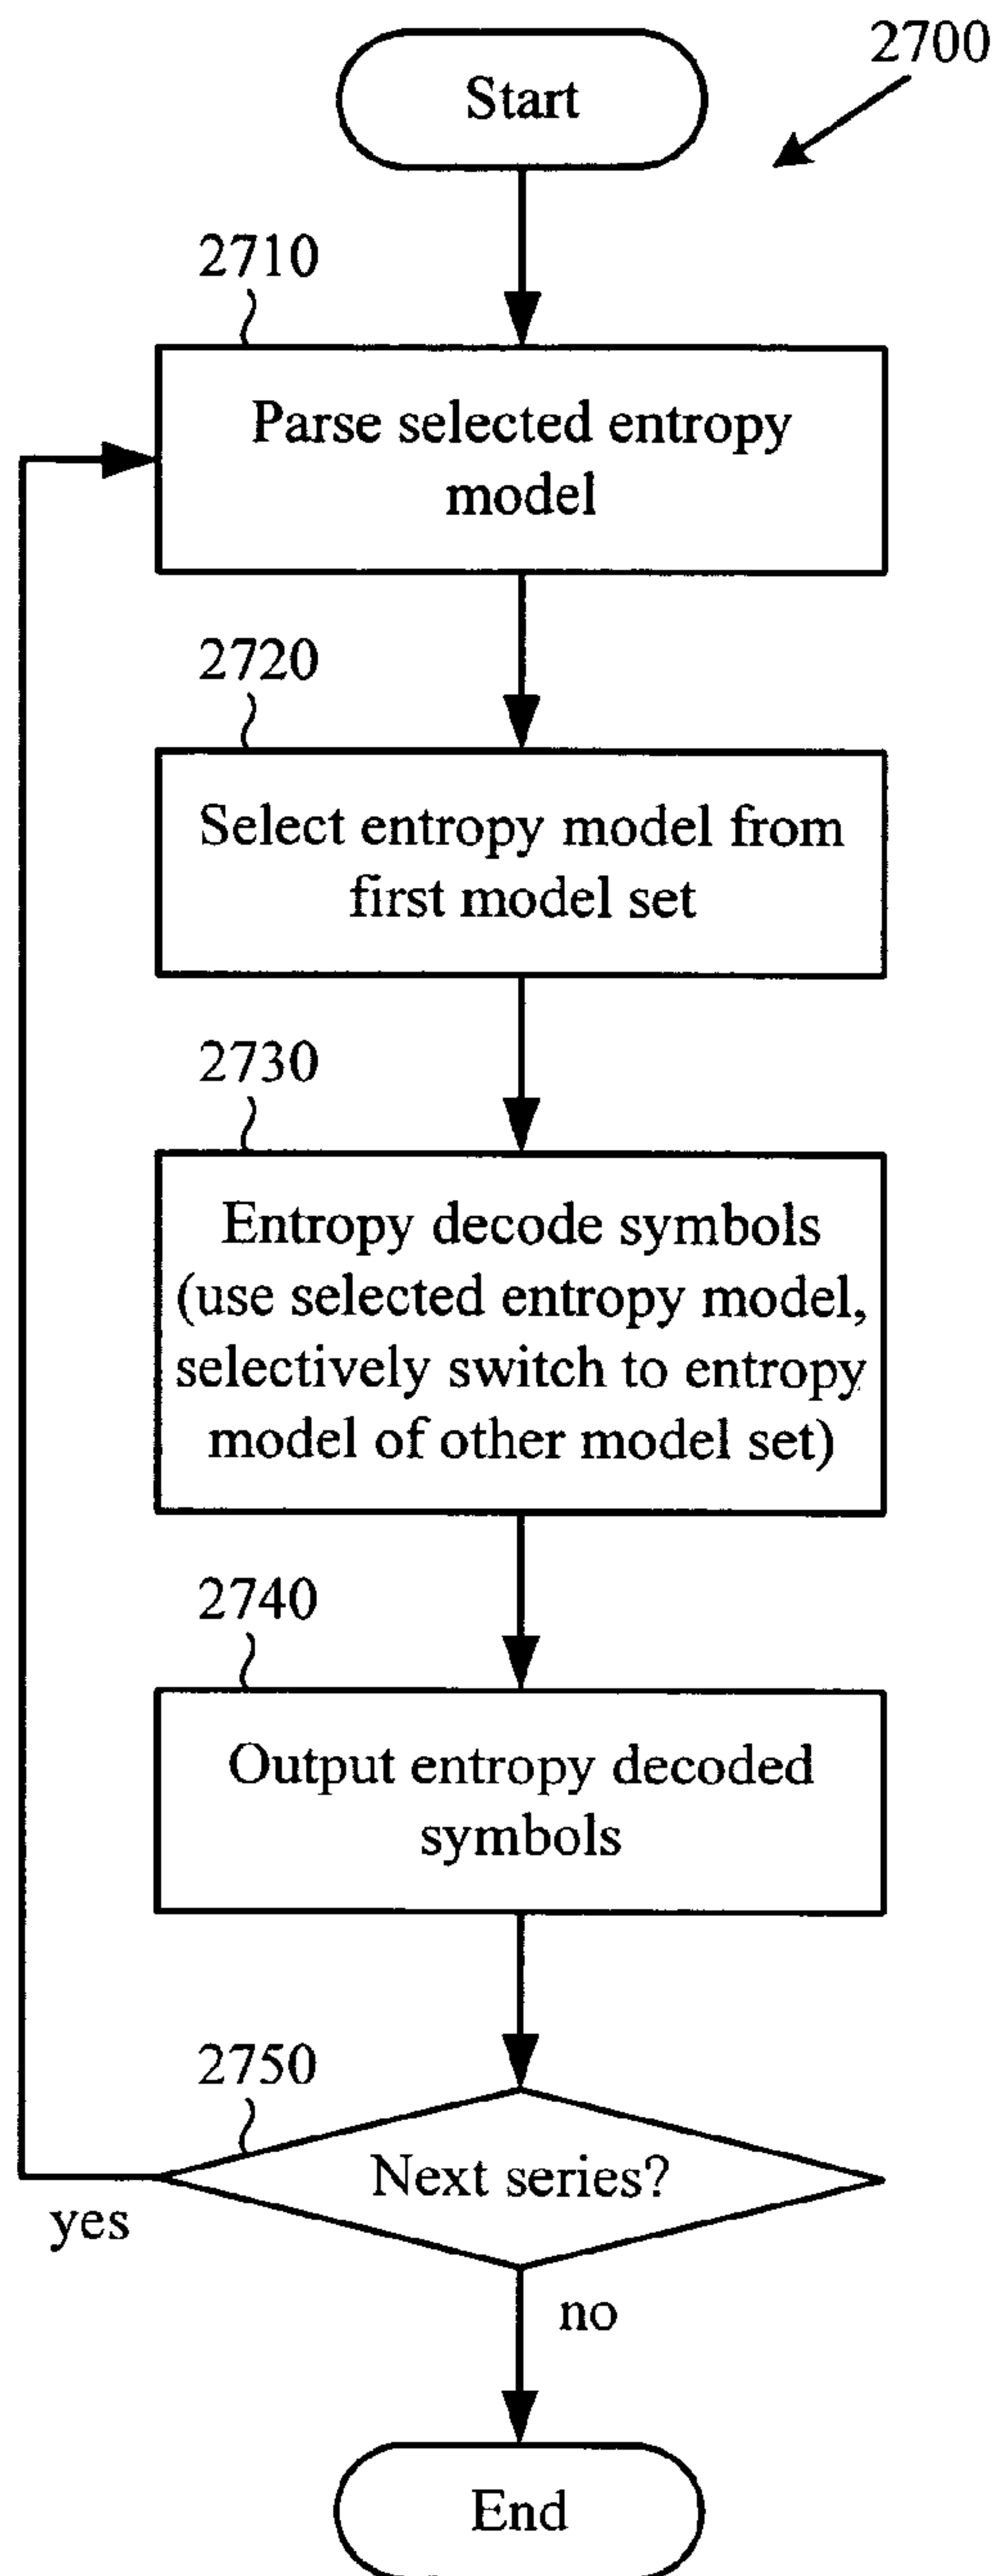 2700
Start
2710
Parse selected entropy
model
2720
Select entropy model from
first model set
2730
Entropy decode symbols
(use selected entropy model,
selectively switch to entropy
model of other model set)
2740
Output entropy decoded
symbols
2750
Next series?
yes
no
End